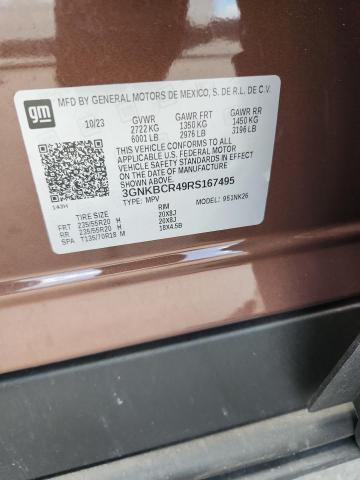 gm
MFD BY GENERAL MOTORS DE MEXICO, S. DE R.L. DE C.V.
10/23 GVWR GAWR FRT GAWR RR
2722 KG 1350 KG 1450 KG
6001 LB 2976 LB 3196 LB
THIS VEHICLE CONFORMS TO ALL
APPLICABLE U.S. FEDERAL MOTOR
VEHICLE SAFETY STANDARDS IN EFFECT
ON THE DATE OF MANUFACTURE
SHOWN ABOVE.
3GNKBCR49RS167495
143H TYPE: MPV MODEL: 951NK26
TIRE SIZE RIM
FRT 235/55R20 H 20X8J
RR 235/55R20 H 20X8J
SPA T135/70R18 M 18X4.5B